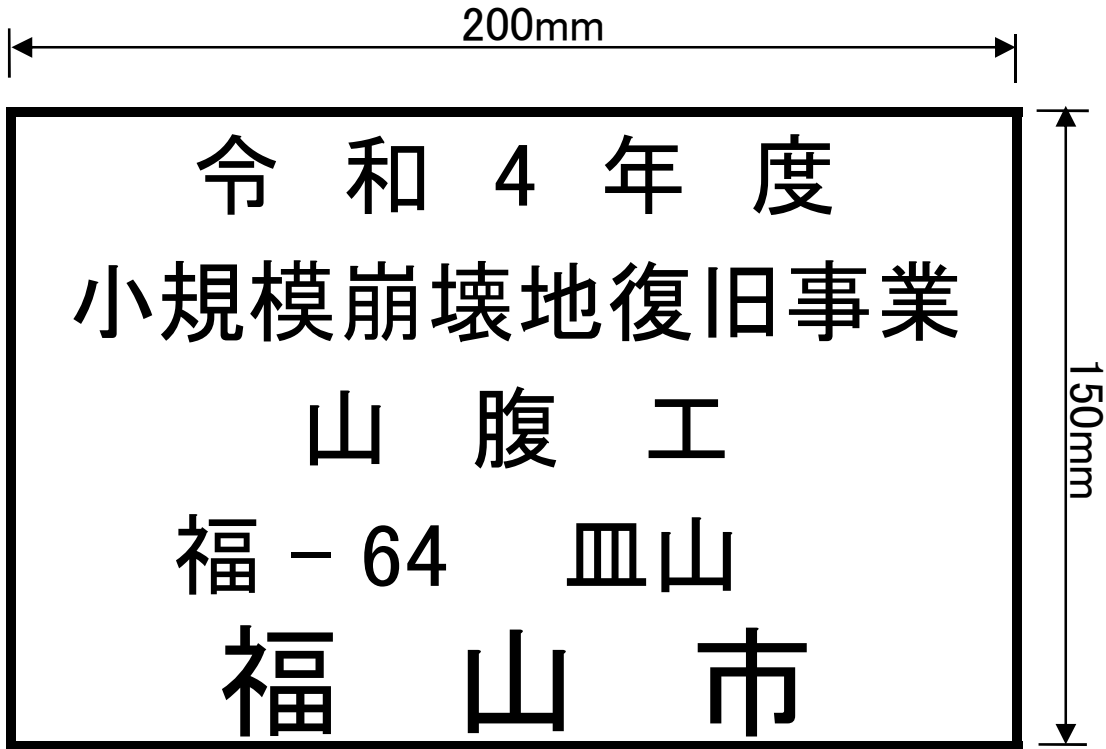 200mm
令和4年度
小規模崩壊地復旧事業
山腹工
福－64　皿山
福山市
150mm